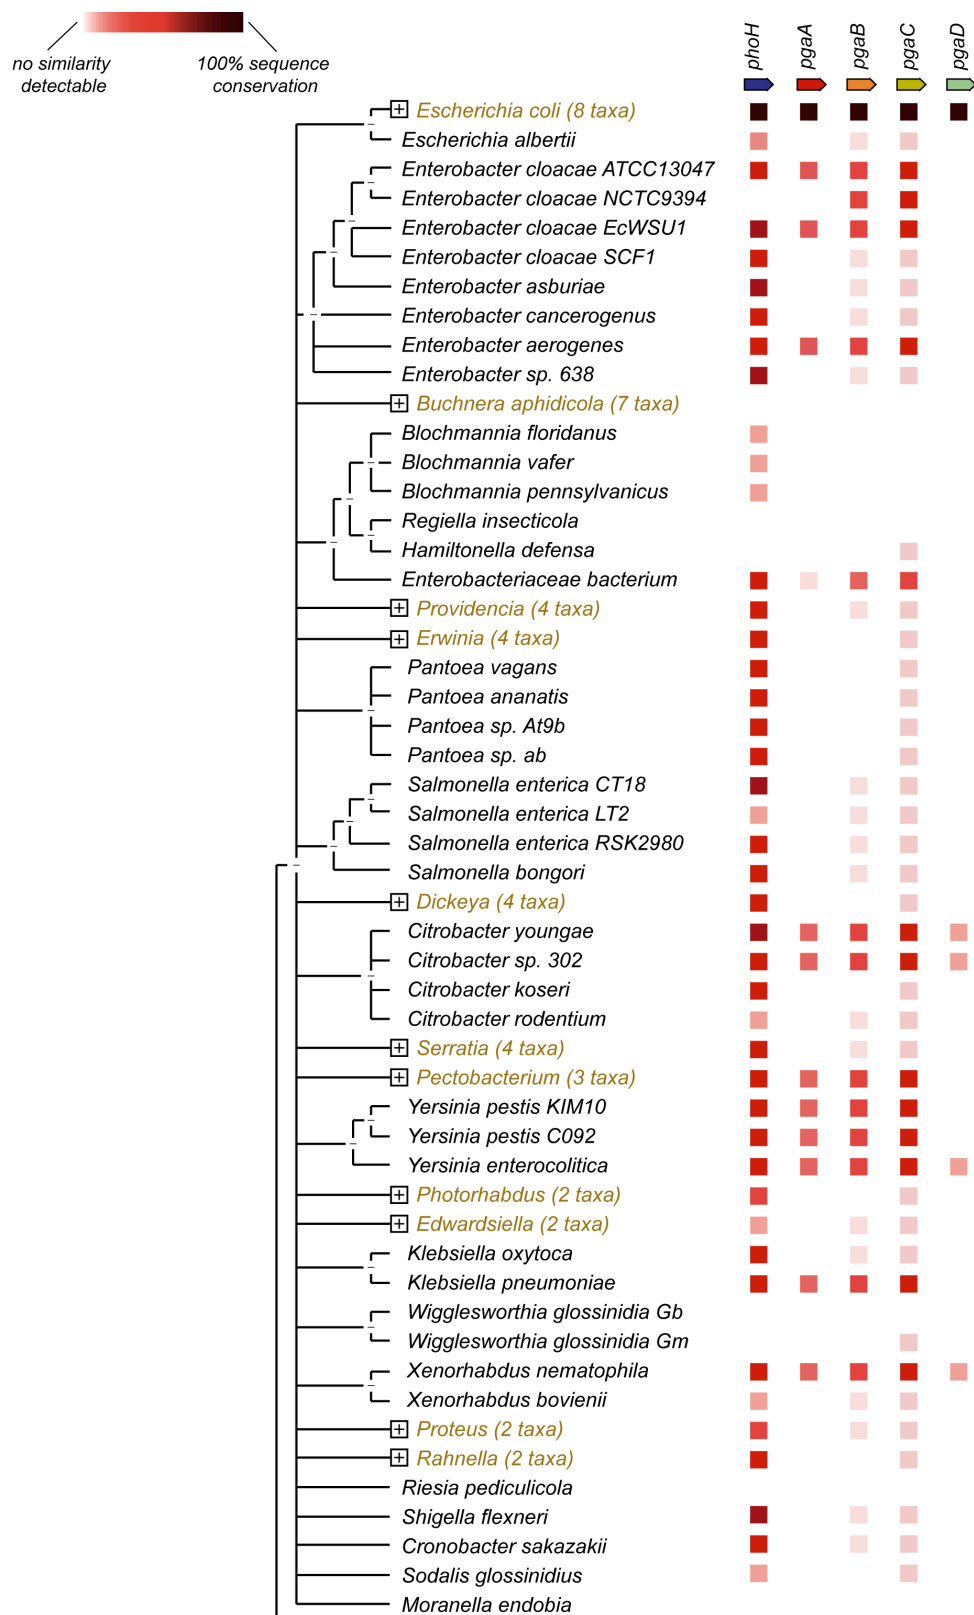 no similarity
detectable
100% sequence
conservation
phoH
pgaA
pgaB
pgaC
pgaD
Escherichia coli (8 taxa)
Escherichia albertii
Enterobacter cloacae ATCC13047
Enterobacter cloacae NCTC9394
Enterobacter cloacae EcWSU1
Enterobacter cloacae SCF1
Enterobacter asburiae
Enterobacter cancerogenus
Enterobacter aerogenes
Enterobacter sp. 638
Buchnera aphidicola (7 taxa)
Blochmannia floridanus
Blochmannia vafer
Blochmannia pennsylvanicus
Regiella insecticola
Hamiltonella defensa
Enterobacteriaceae bacterium
Providencia (4 taxa)
Erwinia (4 taxa)
Pantoea vagans
Pantoea ananatis
Pantoea sp. At9b
Pantoea sp. ab
Salmonella enterica CT18
Salmonella enterica LT2
Salmonella enterica RSK2980
Salmonella bongori
Dickeya (4 taxa)
Citrobacter youngae
Citrobacter sp. 302
Citrobacter koseri
Citrobacter rodentium
Serratia (4 taxa)
Pectobacterium (3 taxa)
Yersinia pestis KIM10
Yersinia pestis C092
Yersinia enterocolitica
Photorhabdus (2 taxa)
Edwardsiella (2 taxa)
Klebsiella oxytoca
Klebsiella pneumoniae
Wigglesworthia glossinidia Gb
Wigglesworthia glossinidia Gm
Xenorhabdus nematophila
Xenorhabdus bovienii
Proteus (2 taxa)
Rahnella (2 taxa)
Riesia pediculicola
Shigella flexneri
Cronobacter sakazakii
Sodalis glossinidius
Moranella endobia